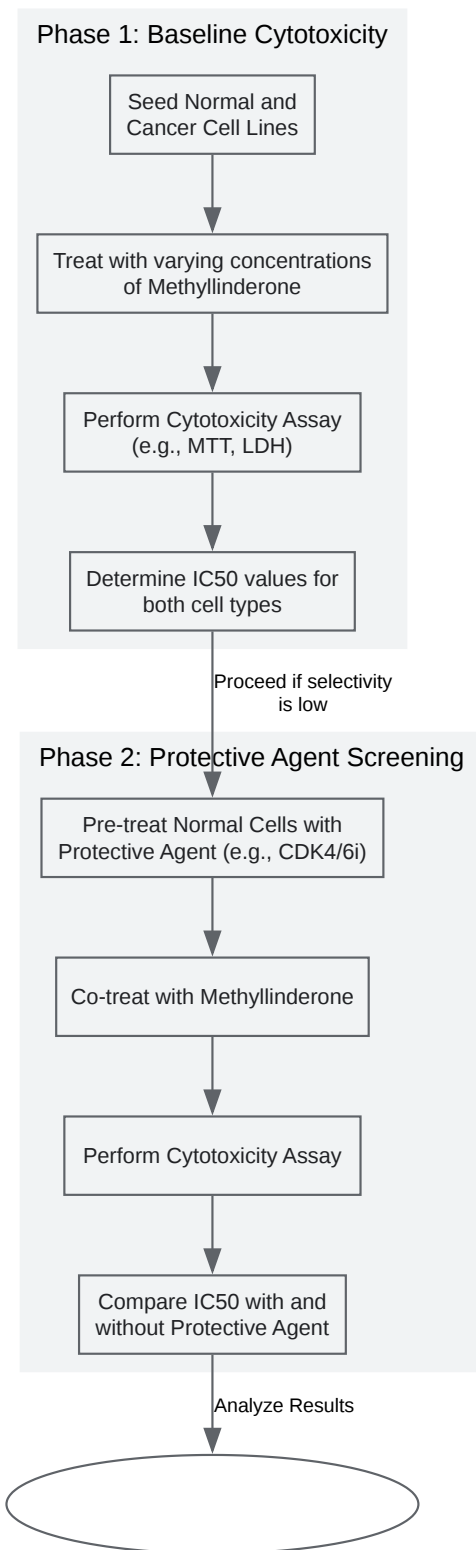 Phase 1: Baseline Cytotoxicity
Seed Normal and
Cancer Cell Lines
Treat with varying concentrations
of Methyllinderone
Perform Cytotoxicity Assay
(e.g., MTT, LDH)
Determine IC50 values for
both cell types
Proceed if selectivity
is low
Phase 2: Protective Agent Screening
Pre-treat Normal Cells with
Protective Agent (e.g., CDK4/6i)
Co-treat with Methyllinderone
Perform Cytotoxicity Assay
Compare IC50 with and
without Protective Agent
Analyze Results